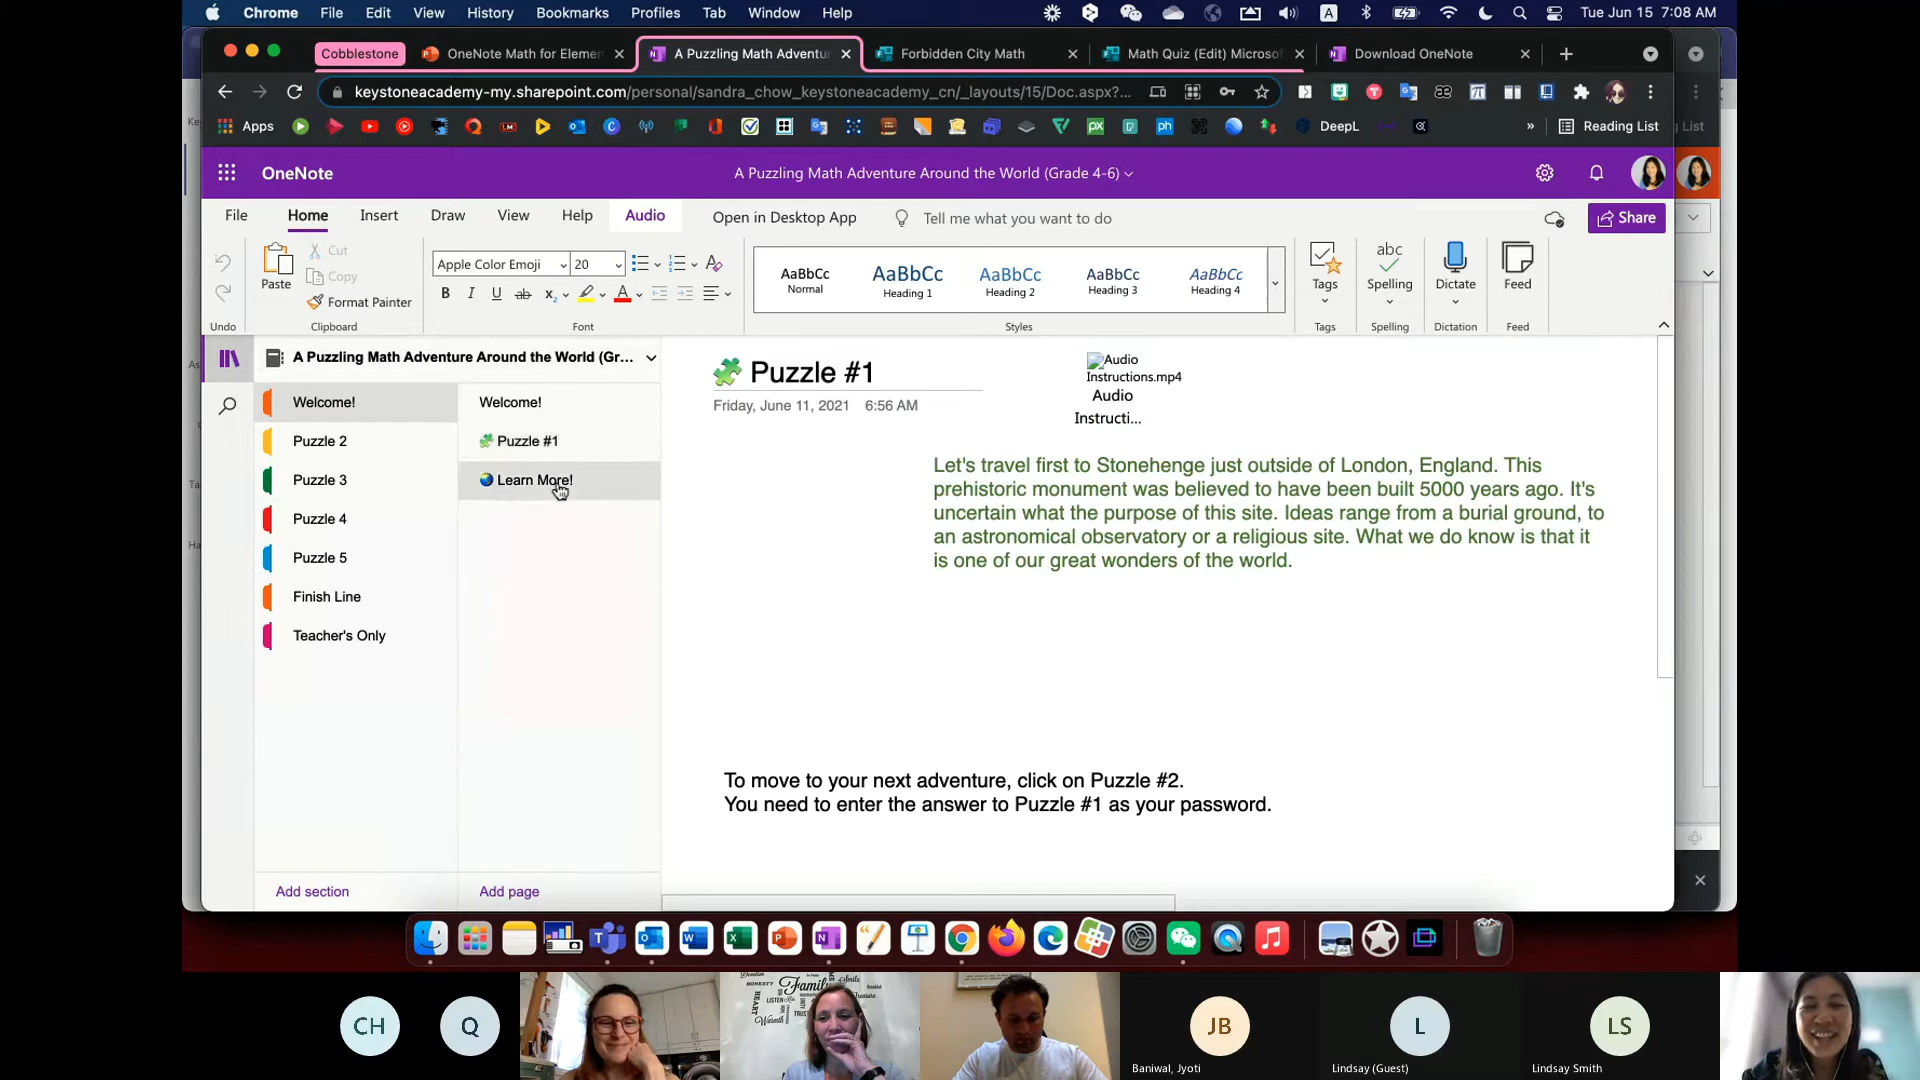 Chrome File Edit View History Bookmarks Profiles Tab Window Help
A
Tue Jun 15 7:08 AM
Cobblestone
OneNote Math for Elemen
A Puzzling Math Adventur
Forbidden City Math
Math Quiz (Edit) Microsof
Download OneNote
keystoneacademy-my.sharepoint.com/personal/sandra_chow_keystoneacademy_cn/_layouts/15/Doc.aspx?...
Apps
DeepL
Reading List
OneNote
A Puzzling Math Adventure Around the World (Grade 4-6)
File Home Insert Draw View Help Audio Open in Desktop App Tell me what you want to do
Share
Paste
Cut
Copy
Format Painter
Apple Color Emoji 20
AaBbCc Normal
AaBbCc Heading 1
AaBbCc Heading 2
AaBbCc Heading 3
AaBbCc Heading 4
Tags
Spelling
Dictate
Feed
Undo Clipboard Font Styles Tags Spelling Dictation Feed
A Puzzling Math Adventure Around the World (Gr...
Welcome!
Puzzle 2
Puzzle 3
Puzzle 4
Puzzle 5
Finish Line
Teacher's Only
Add section
Welcome!
Puzzle #1
Learn More!
Add page
Puzzle #1
Friday, June 11, 2021 6:56 AM
Audio
Instructions.mp4
Audio
Instructi...
Let's travel first to Stonehenge just outside of London, England. This
prehistoric monument was believed to have been built 5000 years ago. It's
uncertain what the purpose of this site. Ideas range from a burial ground, to
an astronomical observatory or a religious site. What we do know is that it
is one of our great wonders of the world.
To move to your next adventure, click on Puzzle #2.
You need to enter the answer to Puzzle #1 as your password.
CH
Q
Family
JB
Baniwal, Jyoti
L
Lindsay (Guest)
LS
Lindsay Smith